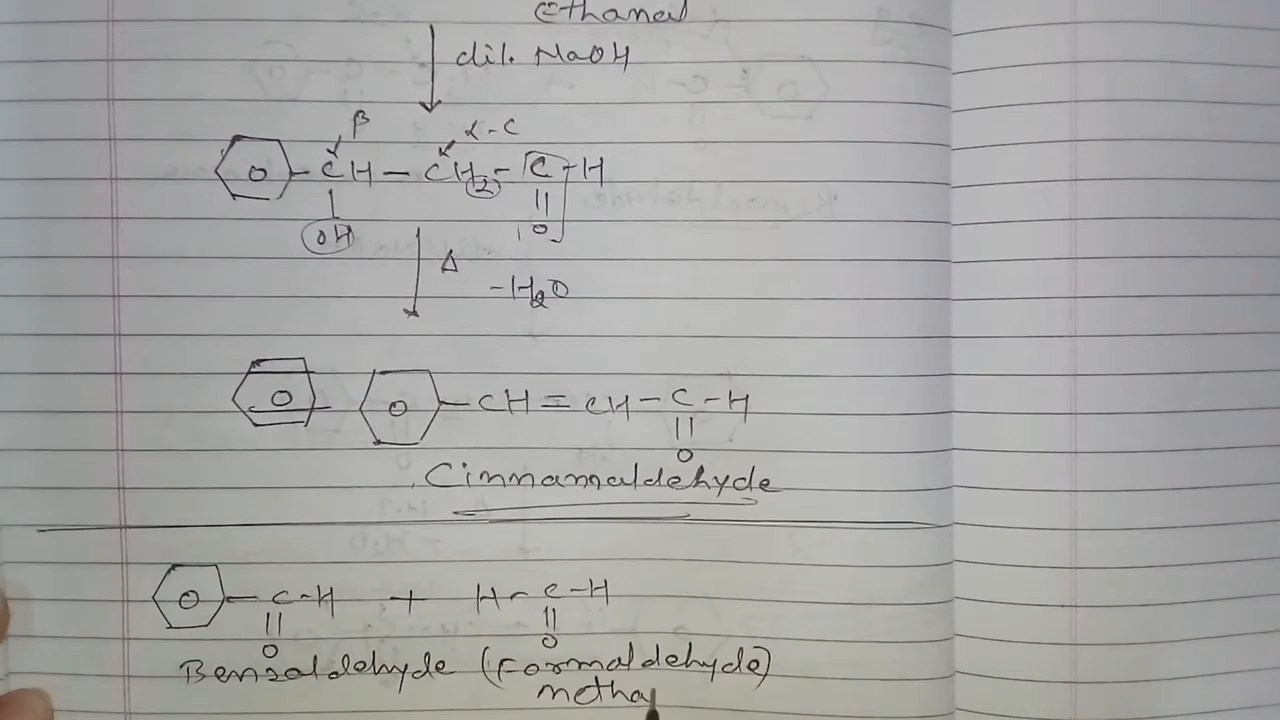 Ethanal
dil. NaOH
β α-C
CH - CH2 - C - H
OH O
Δ
-H2O
CH = CH - C - H
O
Cinnamaldehyde
C-H + H-C-H
O O
Benzaldehyde (Formaldehyde)
metha